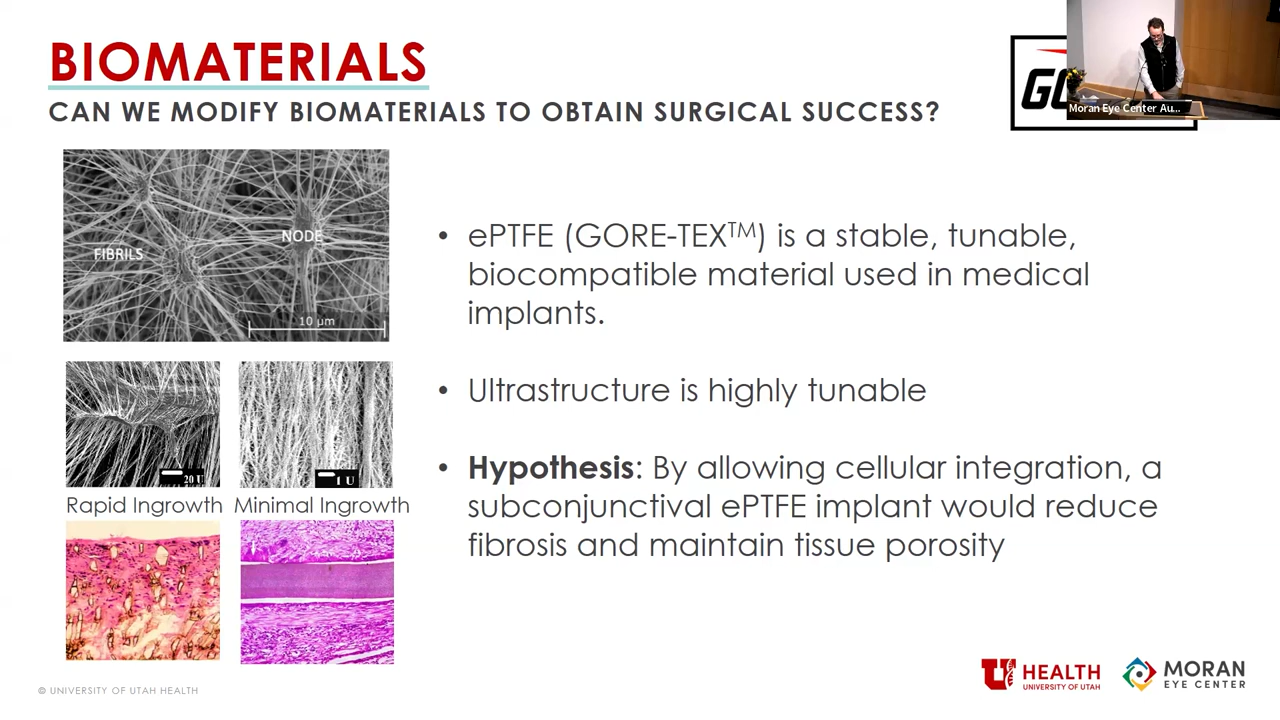 BIOMATERIALS
CAN WE MODIFY BIOMATERIALS TO OBTAIN SURGICAL SUCCESS?
Moran Eye Center Au...
FIBRILS
NODE
10 µm
• ePTFE (GORE-TEX™) is a stable, tunable,
biocompatible material used in medical
implants.
20 U
1 U
• Ultrastructure is highly tunable
Rapid Ingrowth
Minimal Ingrowth
• Hypothesis: By allowing cellular integration, a
subconjunctival ePTFE implant would reduce
fibrosis and maintain tissue porosity
© UNIVERSITY OF UTAH HEALTH
U HEALTH
UNIVERSITY OF UTAH
MORAN
EYE CENTER